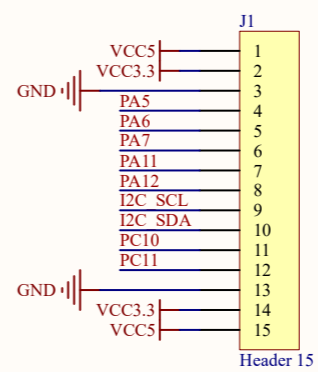 J1
VCC5 1
VCC3.3 2
GND 3
PA5 4
PA6 5
PA7 6
PA11 7
PA12 8
I2C_SCL 9
I2C_SDA 10
PC10 11
PC11 12
GND 13
VCC3.3 14
VCC5 15
Header 15